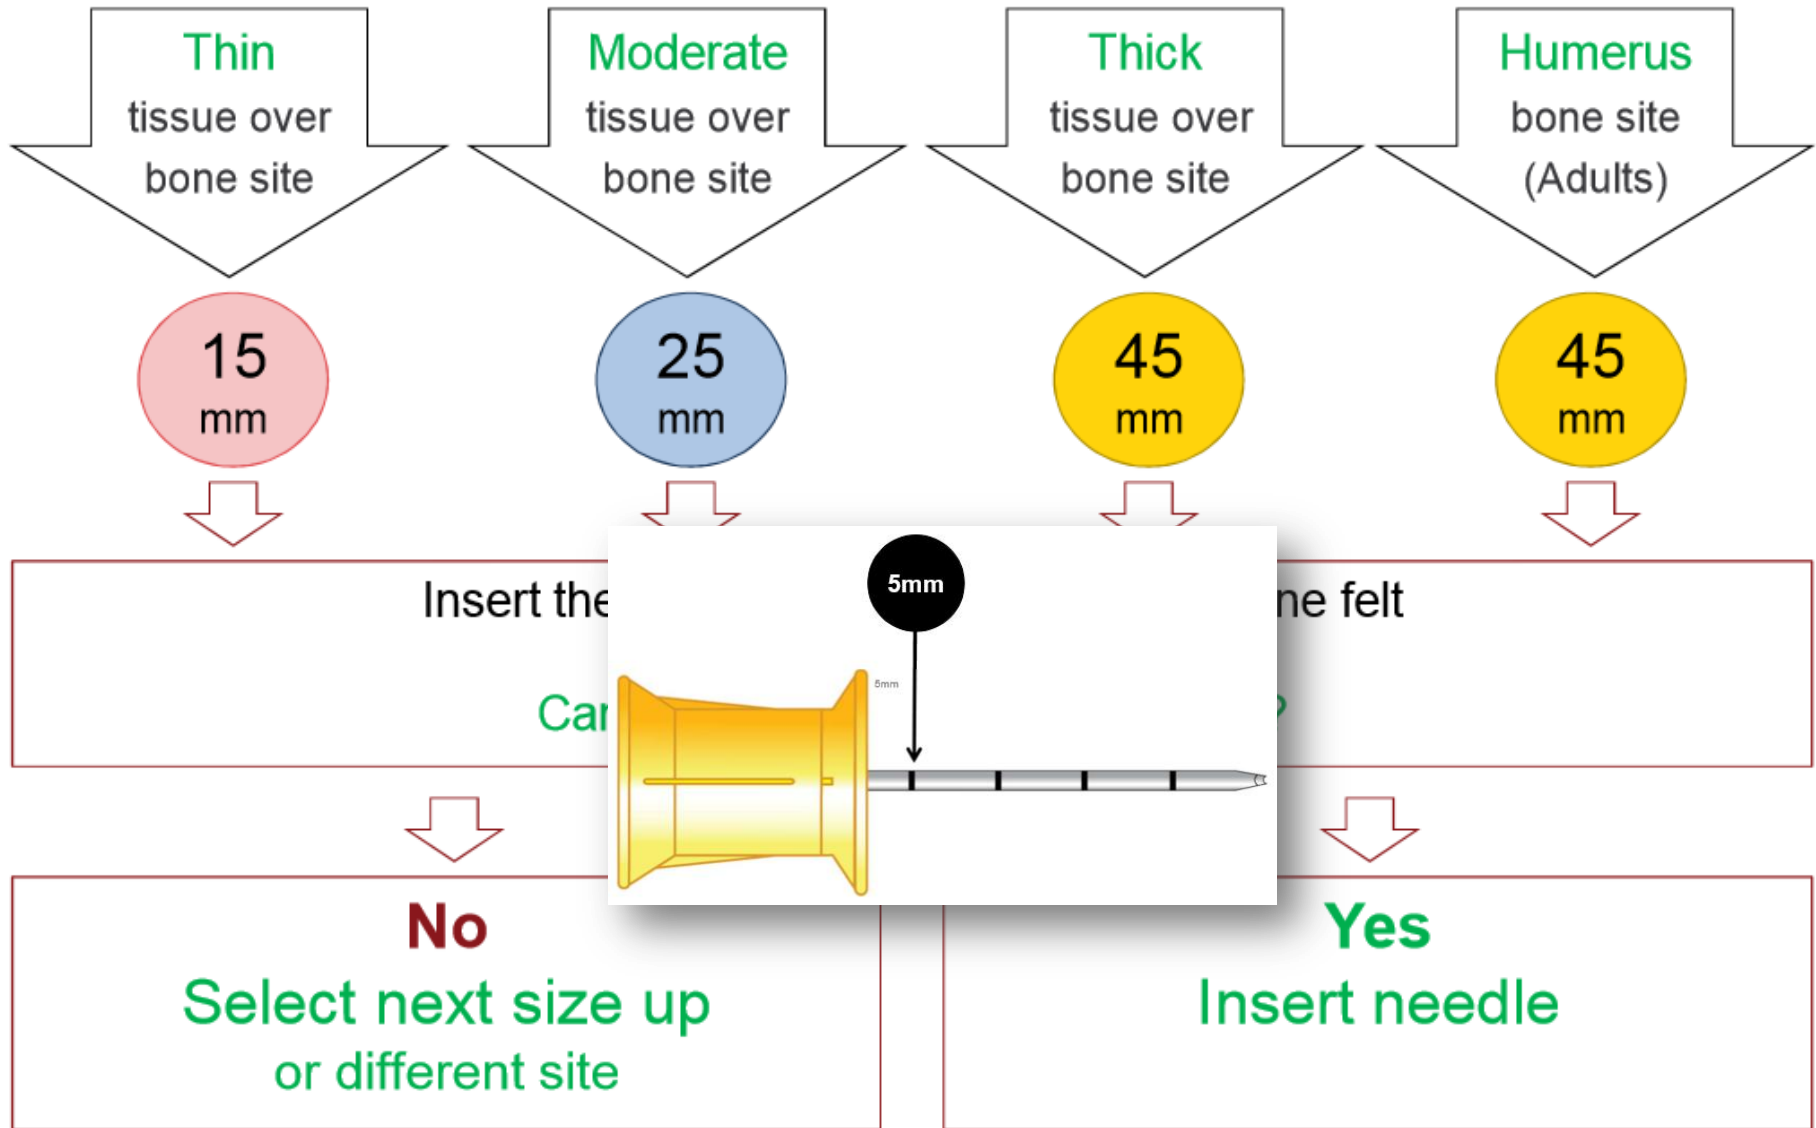 Thin
tissue over
bone site
Moderate
tissue over
bone site
Thick
tissue over
bone site
Humerus
bone site
(Adults)
15
mm
25
mm
45
mm
45
mm
Insert the
felt
5mm
5mm
?
No
Select next size up
or different site
Yes
Insert needle